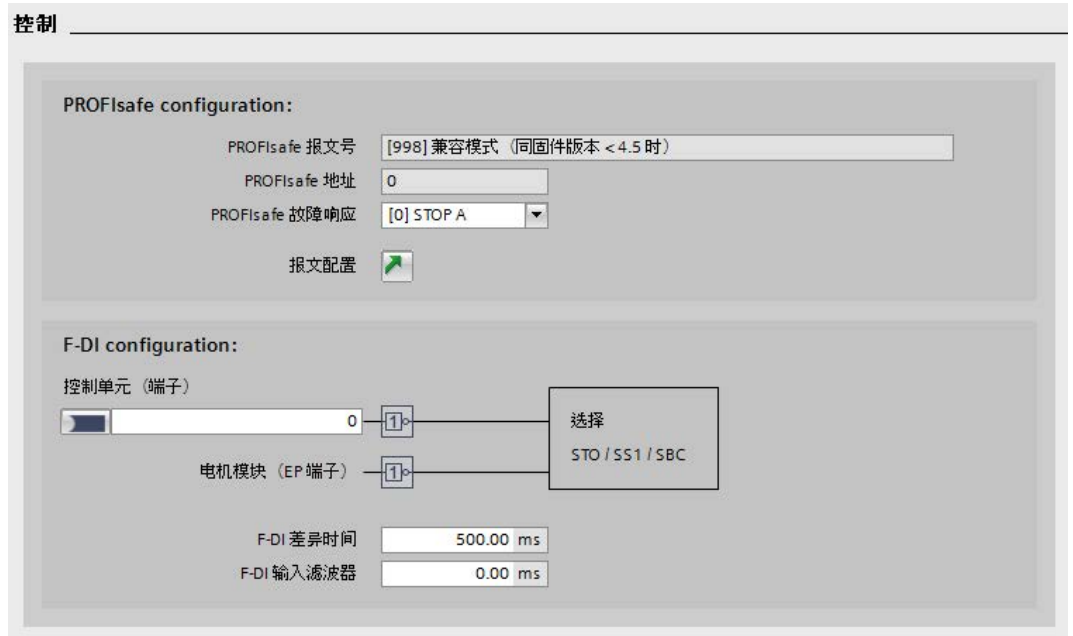 控制
PROFIsafe configuration:
PROFIsafe 报文号 [998] 兼容模式（同固件版本 < 4.5 时）
PROFIsafe 地址 0
PROFIsafe 故障响应 [0] STOP A
报文配置
F-DI configuration:
控制单元（端子）
0 1 选择
STO / SS1 / SBC
电机模块（EP 端子） 1
F-DI 差异时间 500.00 ms
F-DI 输入滤波器 0.00 ms